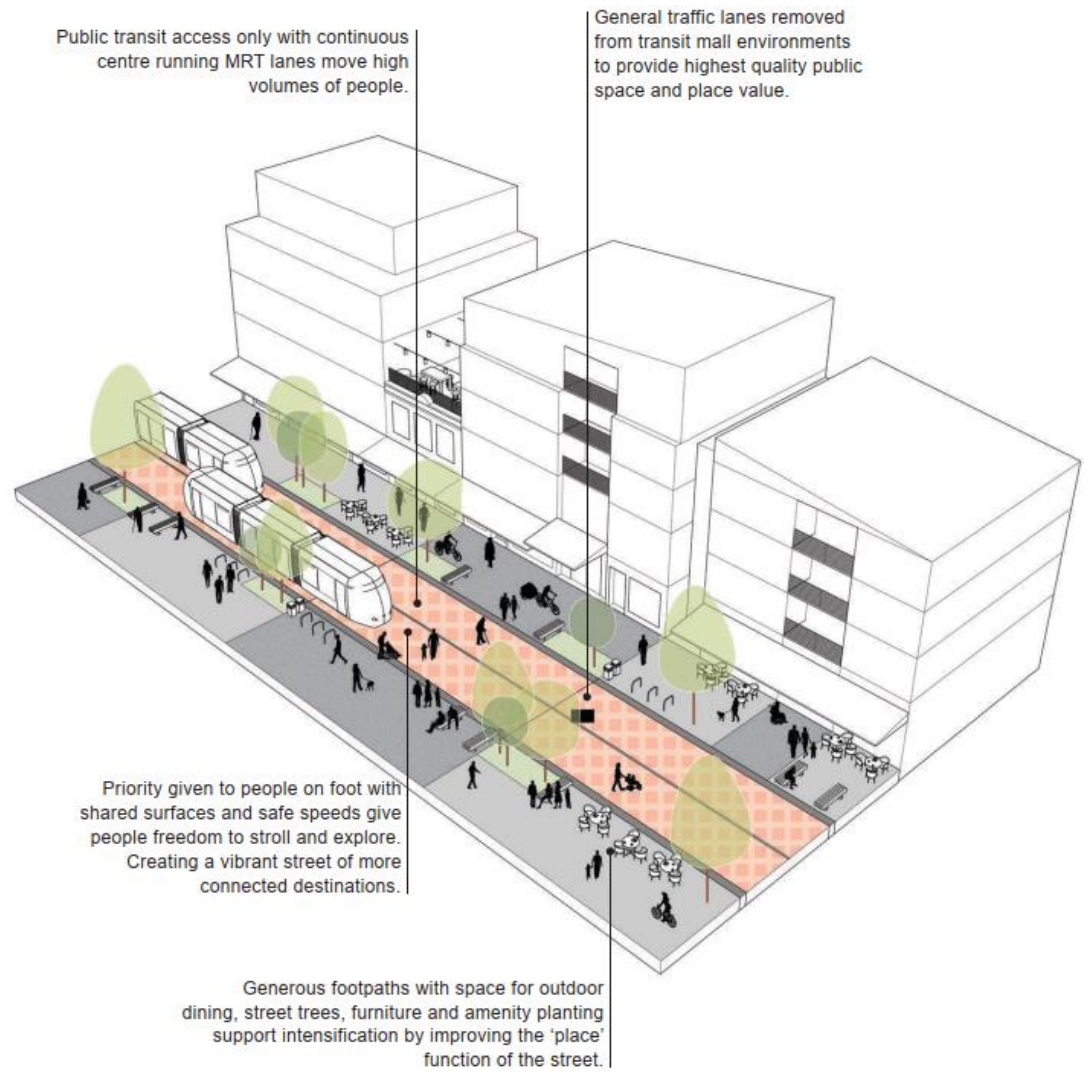 Public transit access only with continuous
centre running MRT lanes move high
volumes of people.
General traffic lanes removed
from transit mall environments
to provide highest quality public
space and place value.
Priority given to people on foot with
shared surfaces and safe speeds give
people freedom to stroll and explore.
Creating a vibrant street of more
connected destinations.
Generous footpaths with space for outdoor
dining, street trees, furniture and amenity planting
support intensification by improving the ‘place’
function of the street.